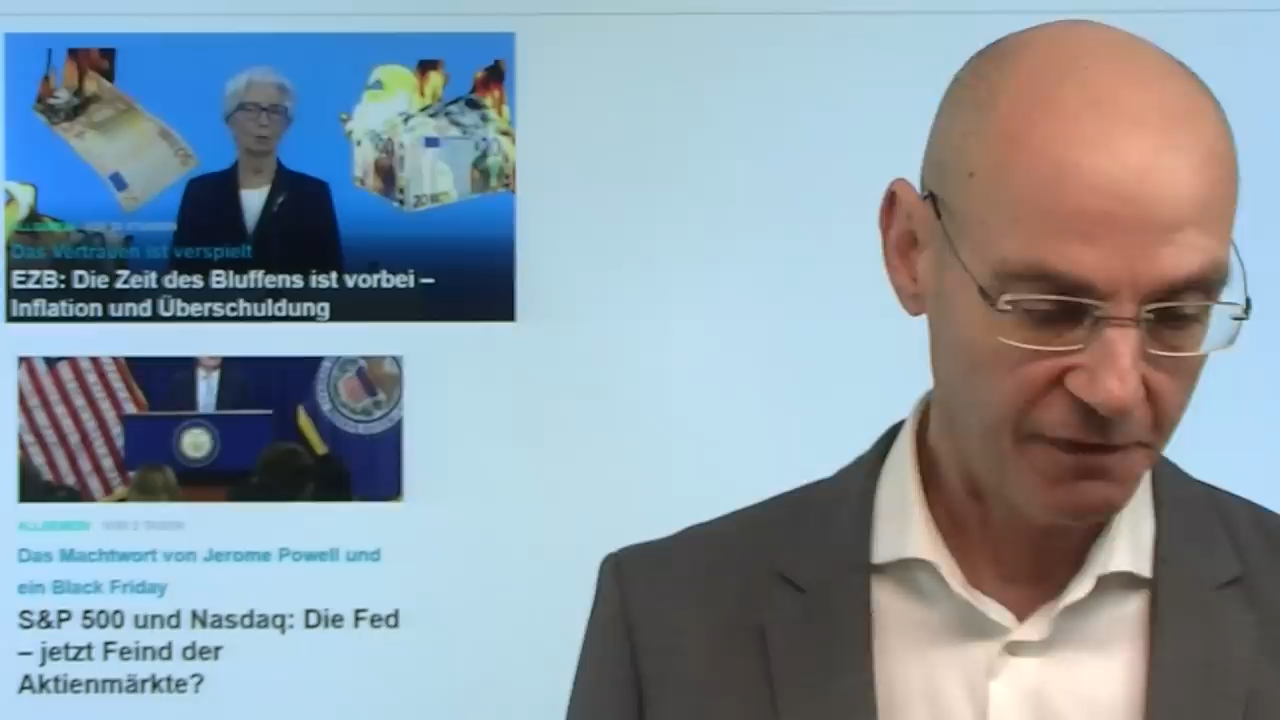 Das Vertrauen ist verspielt
EZB: Die Zeit des Bluffens ist vorbei –
Inflation und Überschuldung
ALLGEMEIN
Das Machtwort von Jerome Powell und
ein Black Friday
S&P 500 und Nasdaq: Die Fed
– jetzt Feind der
Aktienmärkte?